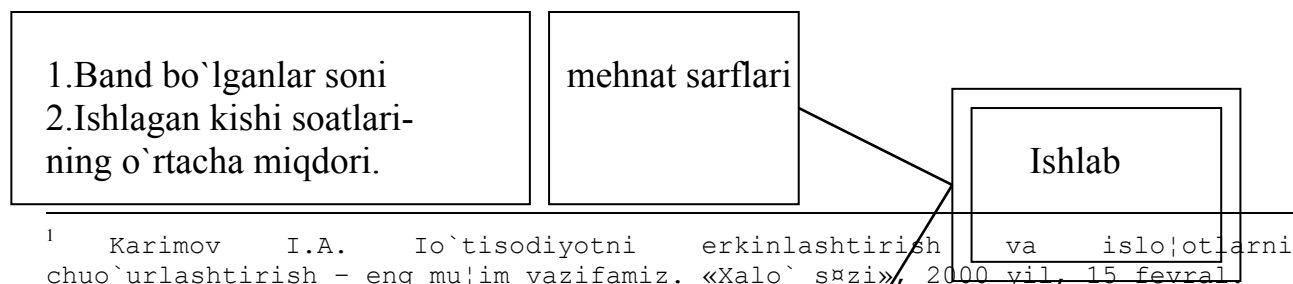 1.Band bo`lganlar soni
2.Ishlagan kishi soatlari-
ning o`rtacha miqdori.
mehnat sarflari
Ishlab
1 Karimov I.A. Io`tisodiyotni erkinlashtirish va islo¦otlarni
chuo`urlashtirish – eng mu¦im vazifamiz. «Xalo` s¤zi», 2000 yil, 15 fevral.